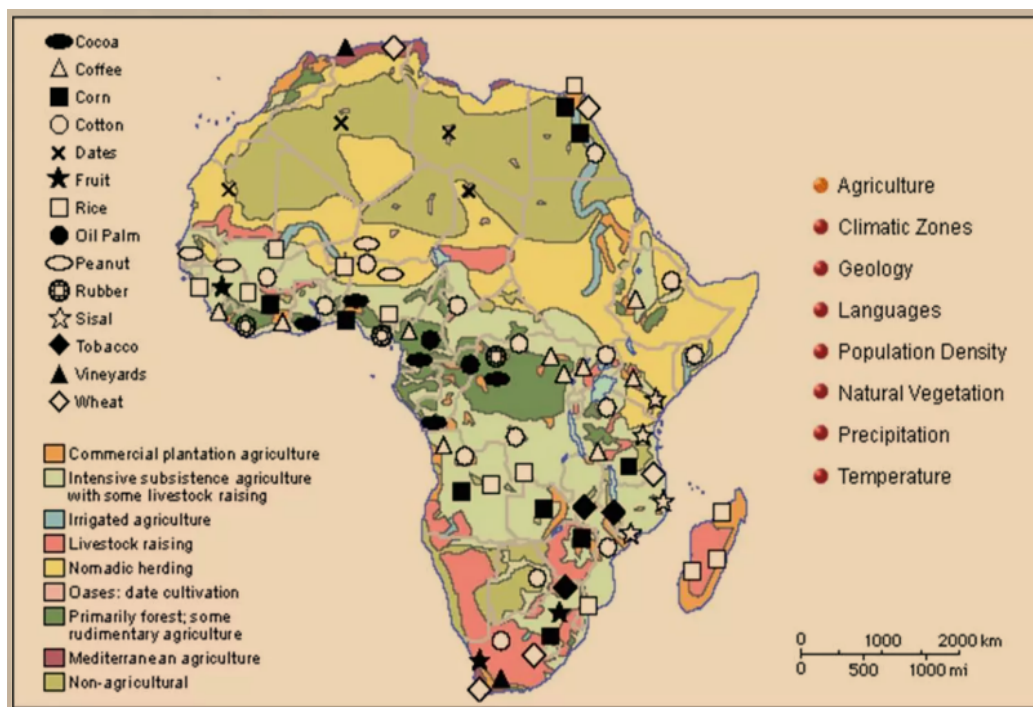 Cocoa
Coffee
Corn
Cotton
Dates
Fruit
Rice
Oil Palm
Peanut
Rubber
Sisal
Tobacco
Vineyards
Wheat
Commercial plantation agriculture
Intensive subsistence agriculture
with some livestock raising
Irrigated agriculture
Livestock raising
Nomadic herding
Oases: date cultivation
Primarily forest; some
rudimentary agriculture
Mediterranean agriculture
Non-agricultural
Agriculture
Climatic Zones
Geology
Languages
Population Density
Natural Vegetation
Precipitation
Temperature
0 1000 2000 km
0 500 1000 mi